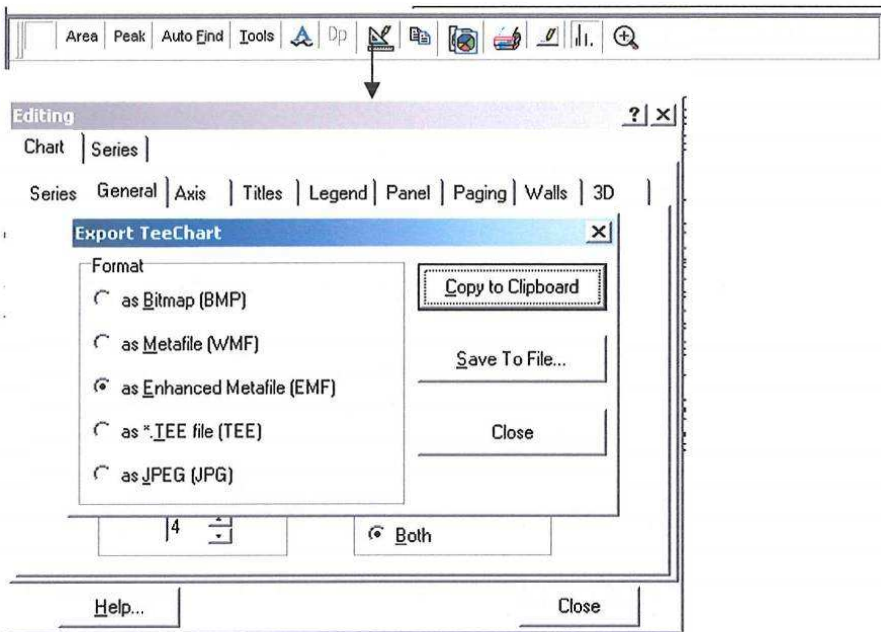 Area Peak Auto Find Tools A Dp
Editing
Chart Series
Series General Axis Titles Legend Panel Paging Walls 3D
Export TeeChart
Format
as Bitmap (BMP)
as Metafile (WMF)
as Enhanced Metafile (EMF)
as *.TEE file (TEE)
as JPEG (JPG)
Copy to Clipboard
Save To File...
Close
4
Both
Help...
Close